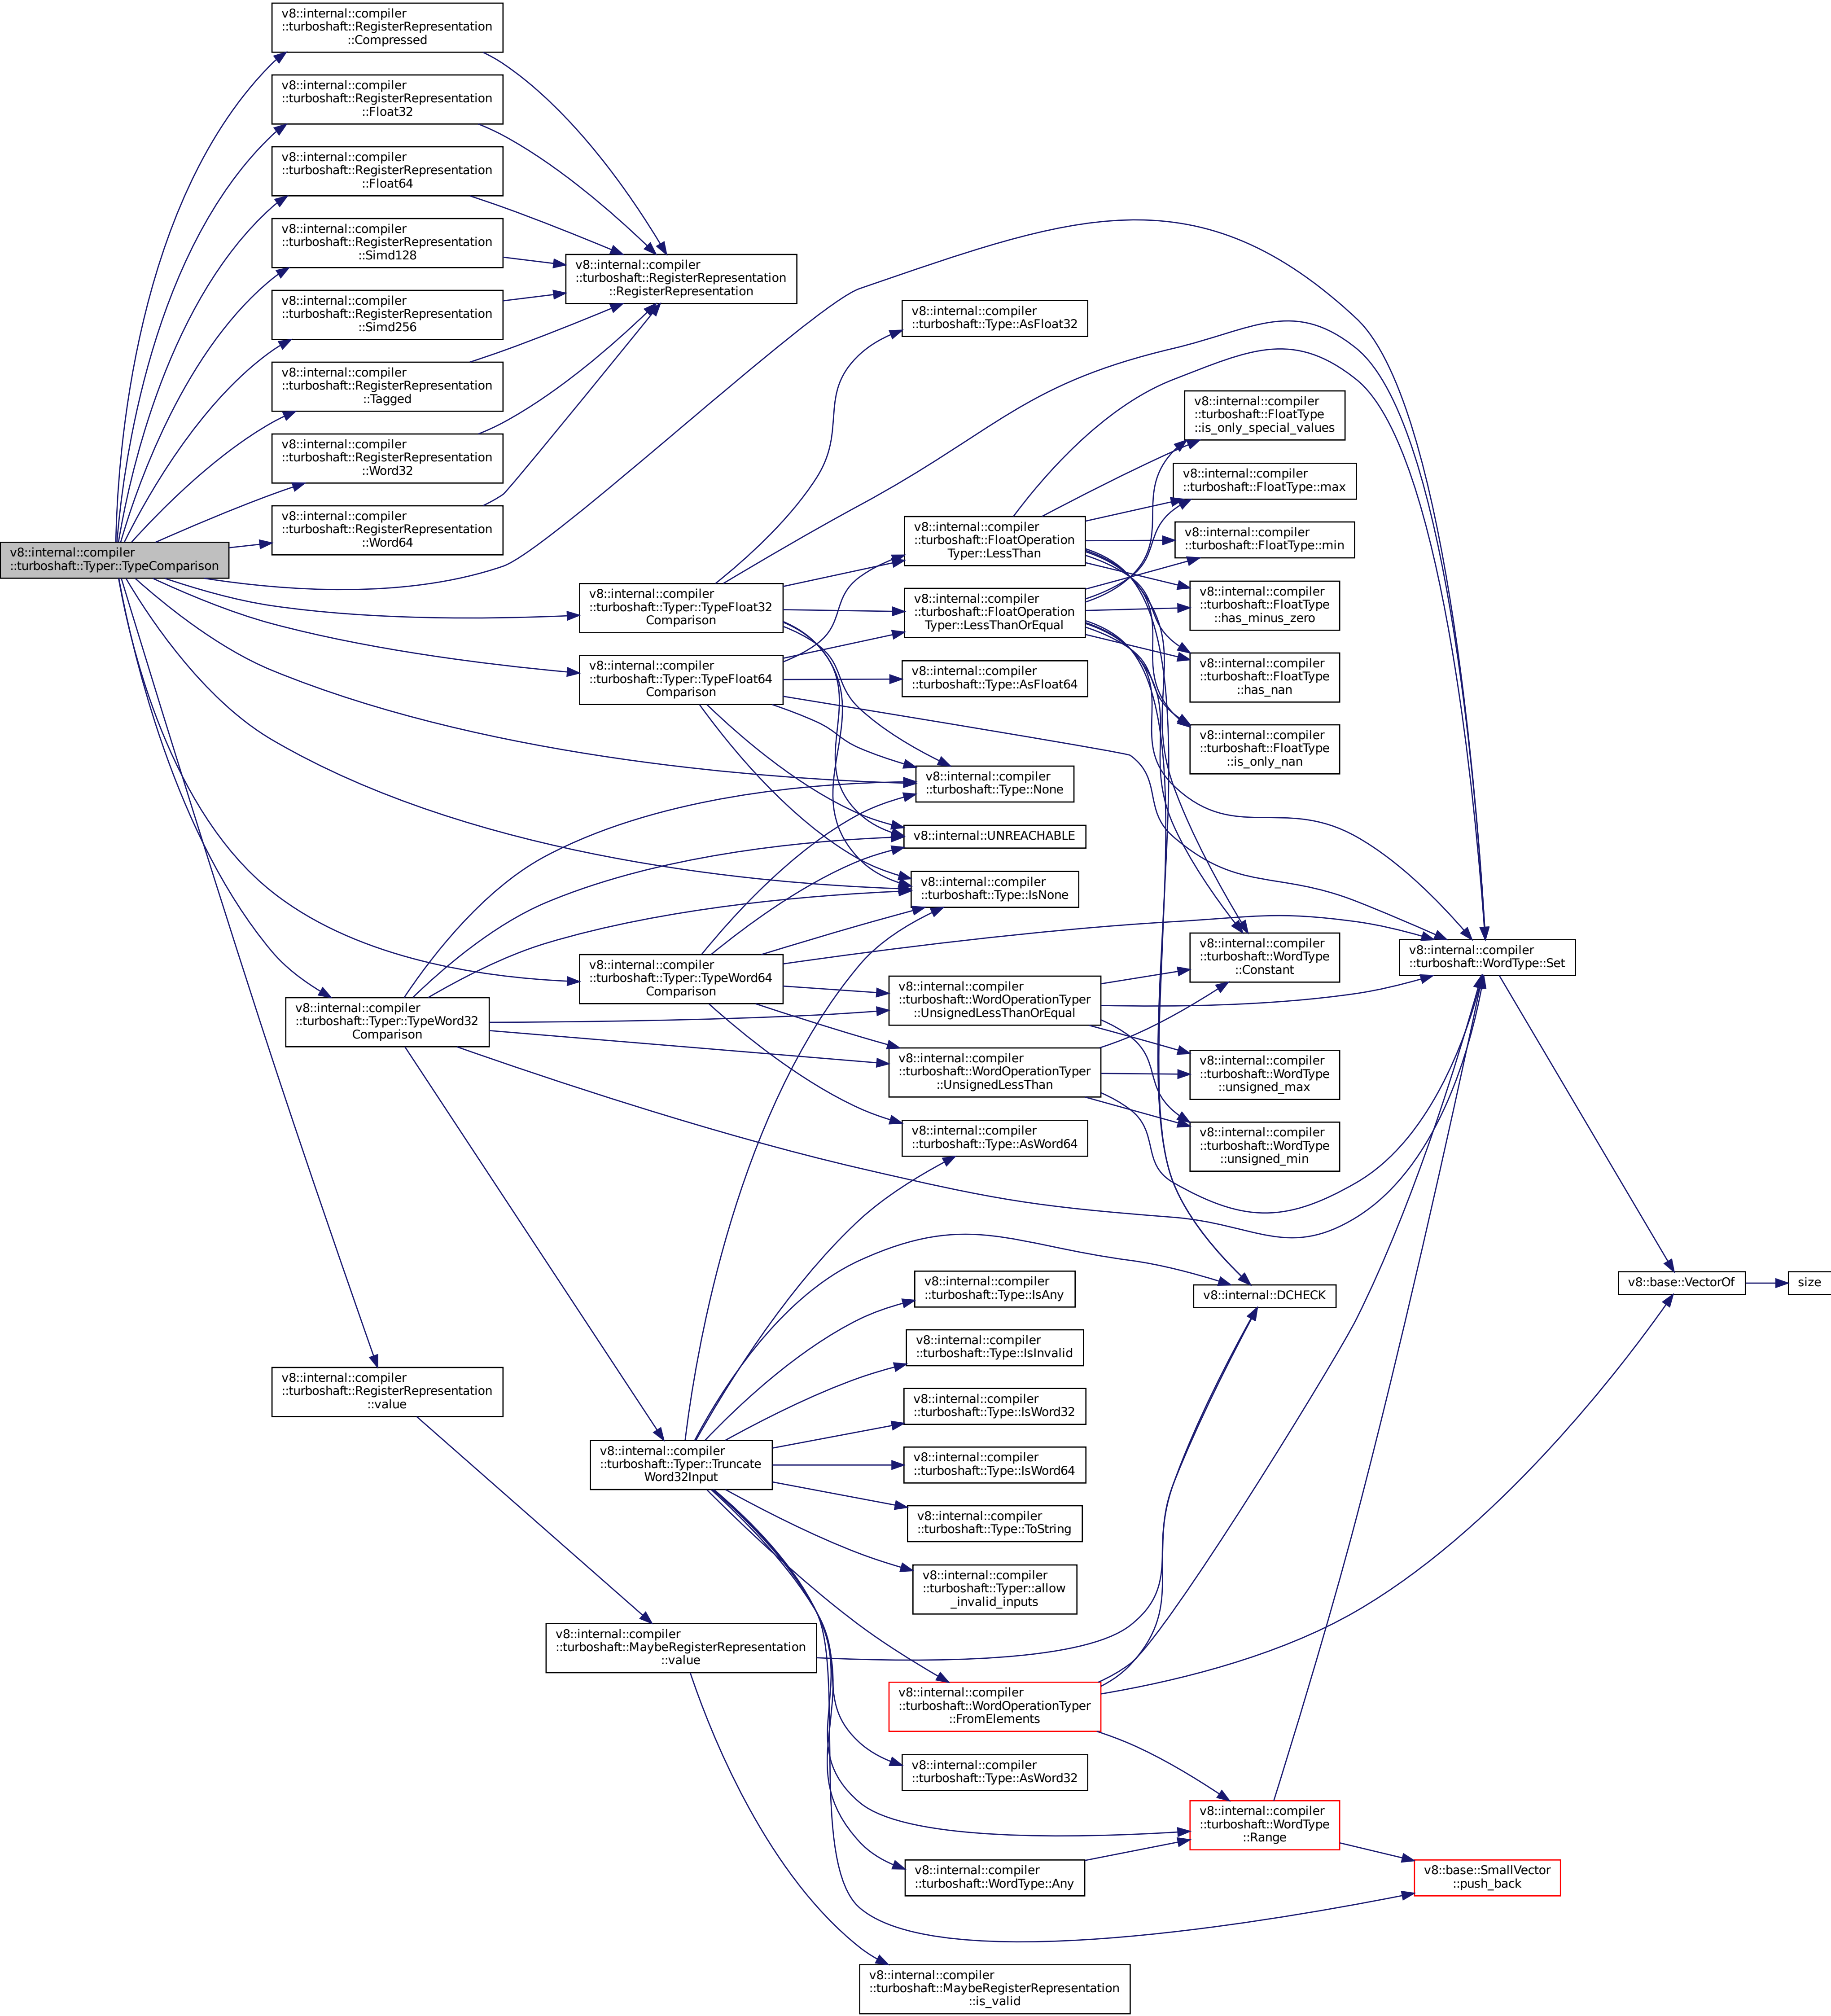 v8::internal::compiler
::turboshaft::RegisterRepresentation
::Compressed
v8::internal::compiler
::turboshaft::RegisterRepresentation
::Float32
v8::internal::compiler
::turboshaft::RegisterRepresentation
::Float64
v8::internal::compiler
::turboshaft::RegisterRepresentation
::Simd128
v8::internal::compiler
::turboshaft::RegisterRepresentation
::Simd256
v8::internal::compiler
::turboshaft::RegisterRepresentation
::Tagged
v8::internal::compiler
::turboshaft::RegisterRepresentation
::Word32
v8::internal::compiler
::turboshaft::RegisterRepresentation
::Word64
v8::internal::compiler
::turboshaft::Typer::TypeComparison
v8::internal::compiler
::turboshaft::RegisterRepresentation
::RegisterRepresentation
v8::internal::compiler
::turboshaft::Typer::TypeFloat32
Comparison
v8::internal::compiler
::turboshaft::Typer::TypeFloat64
Comparison
v8::internal::compiler
::turboshaft::Typer::TypeWord64
Comparison
v8::internal::compiler
::turboshaft::Typer::TypeWord32
Comparison
v8::internal::compiler
::turboshaft::RegisterRepresentation
::value
v8::internal::compiler
::turboshaft::Typer::Truncate
Word32Input
v8::internal::compiler
::turboshaft::MaybeRegisterRepresentation
::value
v8::internal::compiler
::turboshaft::Type::AsFloat32
v8::internal::compiler
::turboshaft::FloatOperation
Typer::LessThan
v8::internal::compiler
::turboshaft::FloatOperation
Typer::LessThanOrEqual
v8::internal::compiler
::turboshaft::Type::AsFloat64
v8::internal::compiler
::turboshaft::Type::None
v8::internal::UNREACHABLE
v8::internal::compiler
::turboshaft::Type::IsNone
v8::internal::compiler
::turboshaft::WordOperationTyper
::UnsignedLessThanOrEqual
v8::internal::compiler
::turboshaft::WordOperationTyper
::UnsignedLessThan
v8::internal::compiler
::turboshaft::Type::AsWord64
v8::internal::compiler
::turboshaft::Type::IsAny
v8::internal::compiler
::turboshaft::Type::IsInvalid
v8::internal::compiler
::turboshaft::Type::IsWord32
v8::internal::compiler
::turboshaft::Type::IsWord64
v8::internal::compiler
::turboshaft::Type::ToString
v8::internal::compiler
::turboshaft::Typer::allow
_invalid_inputs
v8::internal::compiler
::turboshaft::WordOperationTyper
::FromElements
v8::internal::compiler
::turboshaft::Type::AsWord32
v8::internal::compiler
::turboshaft::WordType::Any
v8::internal::compiler
::turboshaft::MaybeRegisterRepresentation
::is_valid
v8::internal::compiler
::turboshaft::FloatType
::is_only_special_values
v8::internal::compiler
::turboshaft::FloatType::max
v8::internal::compiler
::turboshaft::FloatType::min
v8::internal::compiler
::turboshaft::FloatType
::has_minus_zero
v8::internal::compiler
::turboshaft::FloatType
::has_nan
v8::internal::compiler
::turboshaft::FloatType
::is_only_nan
v8::internal::compiler
::turboshaft::WordType
::Constant
v8::internal::compiler
::turboshaft::WordType
::unsigned_max
v8::internal::compiler
::turboshaft::WordType
::unsigned_min
v8::internal::DCHECK
v8::internal::compiler
::turboshaft::WordType
::Range
v8::internal::compiler
::turboshaft::WordType::Set
v8::base::SmallVector
::push_back
v8::base::VectorOf
size